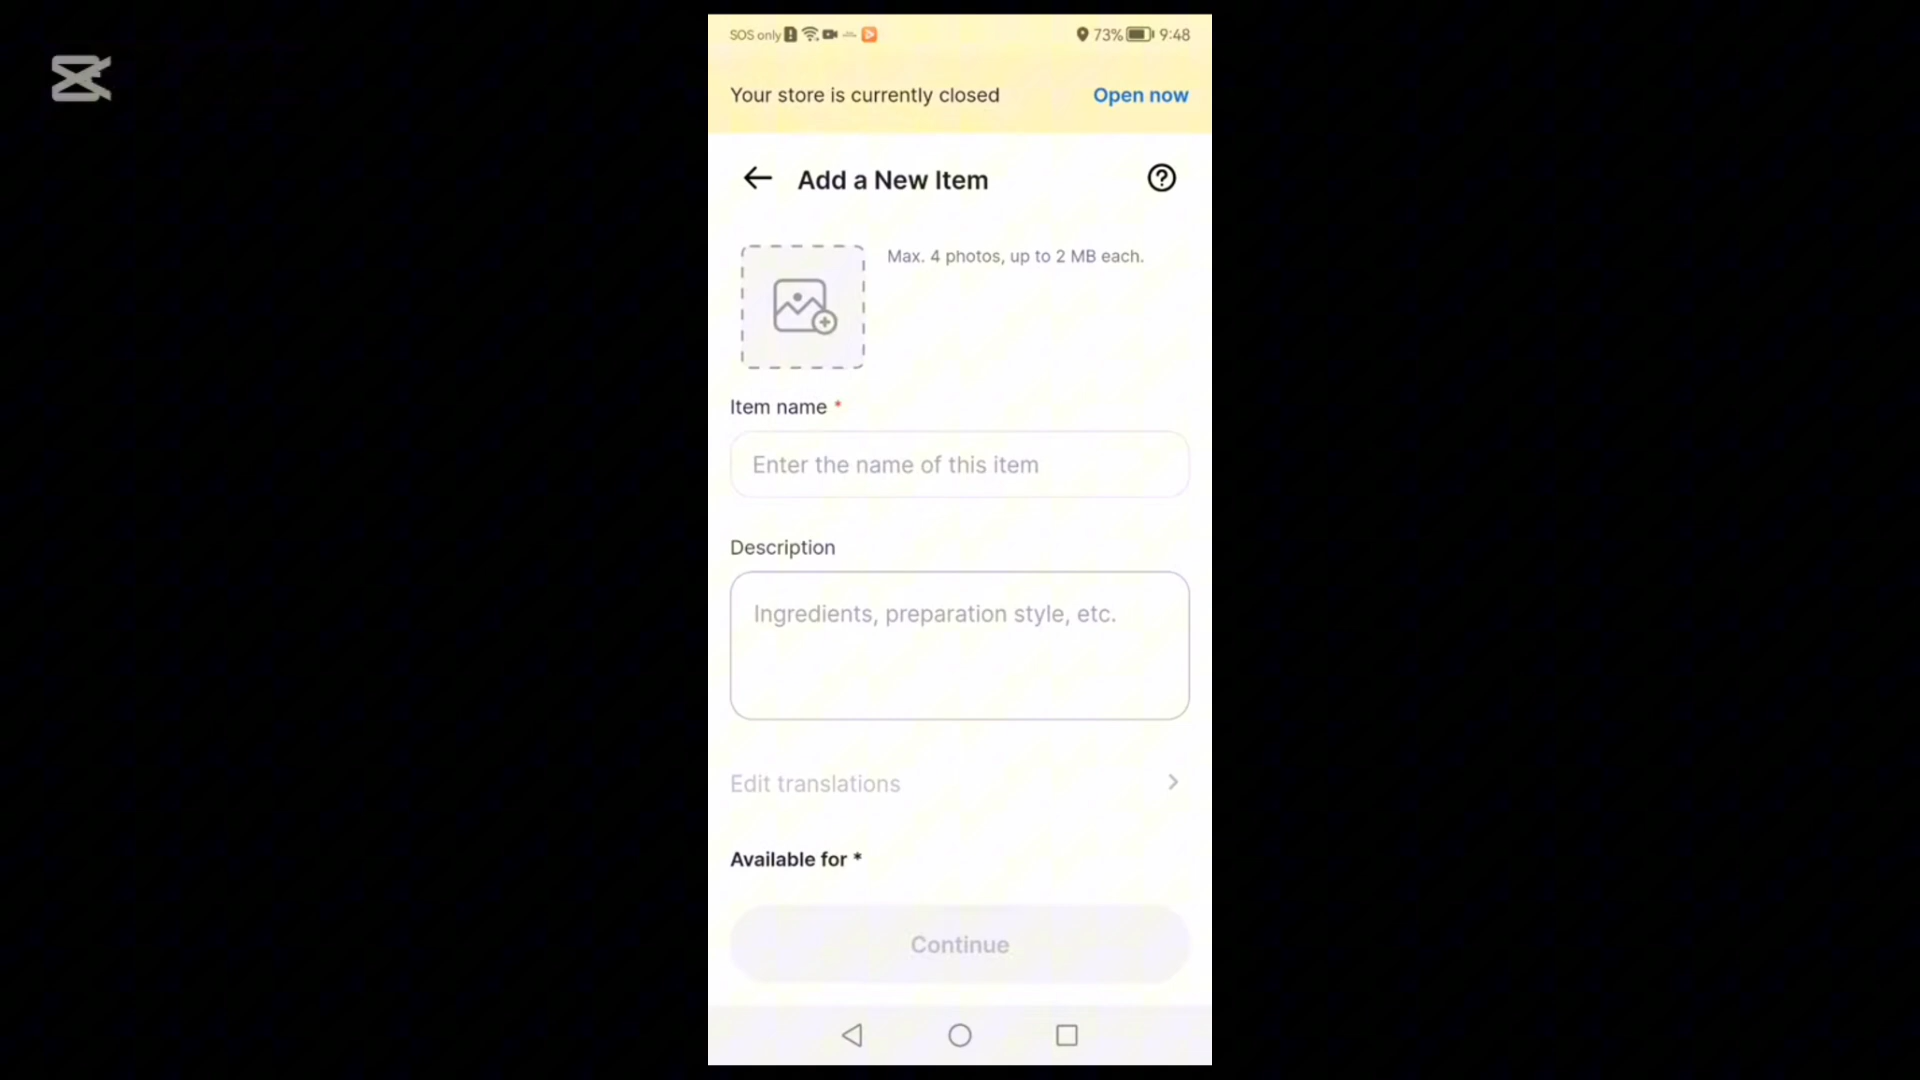 SOS only
73% 9:48
Your store is currently closed
Open now
Add a New Item
Max. 4 photos, up to 2 MB each.
Item name *
Enter the name of this item
Description
Ingredients, preparation style, etc.
Edit translations
Available for *
Continue